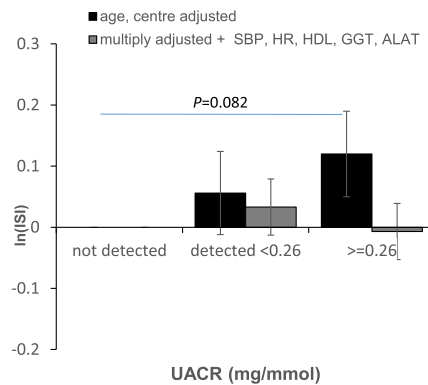 age, centre adjusted
multiply adjusted + SBP, HR, HDL, GGT, ALAT
0.3
0.2
0.1
0
-0.1
-0.2
ln(ISI)
P=0.082
not detected
detected <0.26
>=0.26
UACR (mg/mmol)